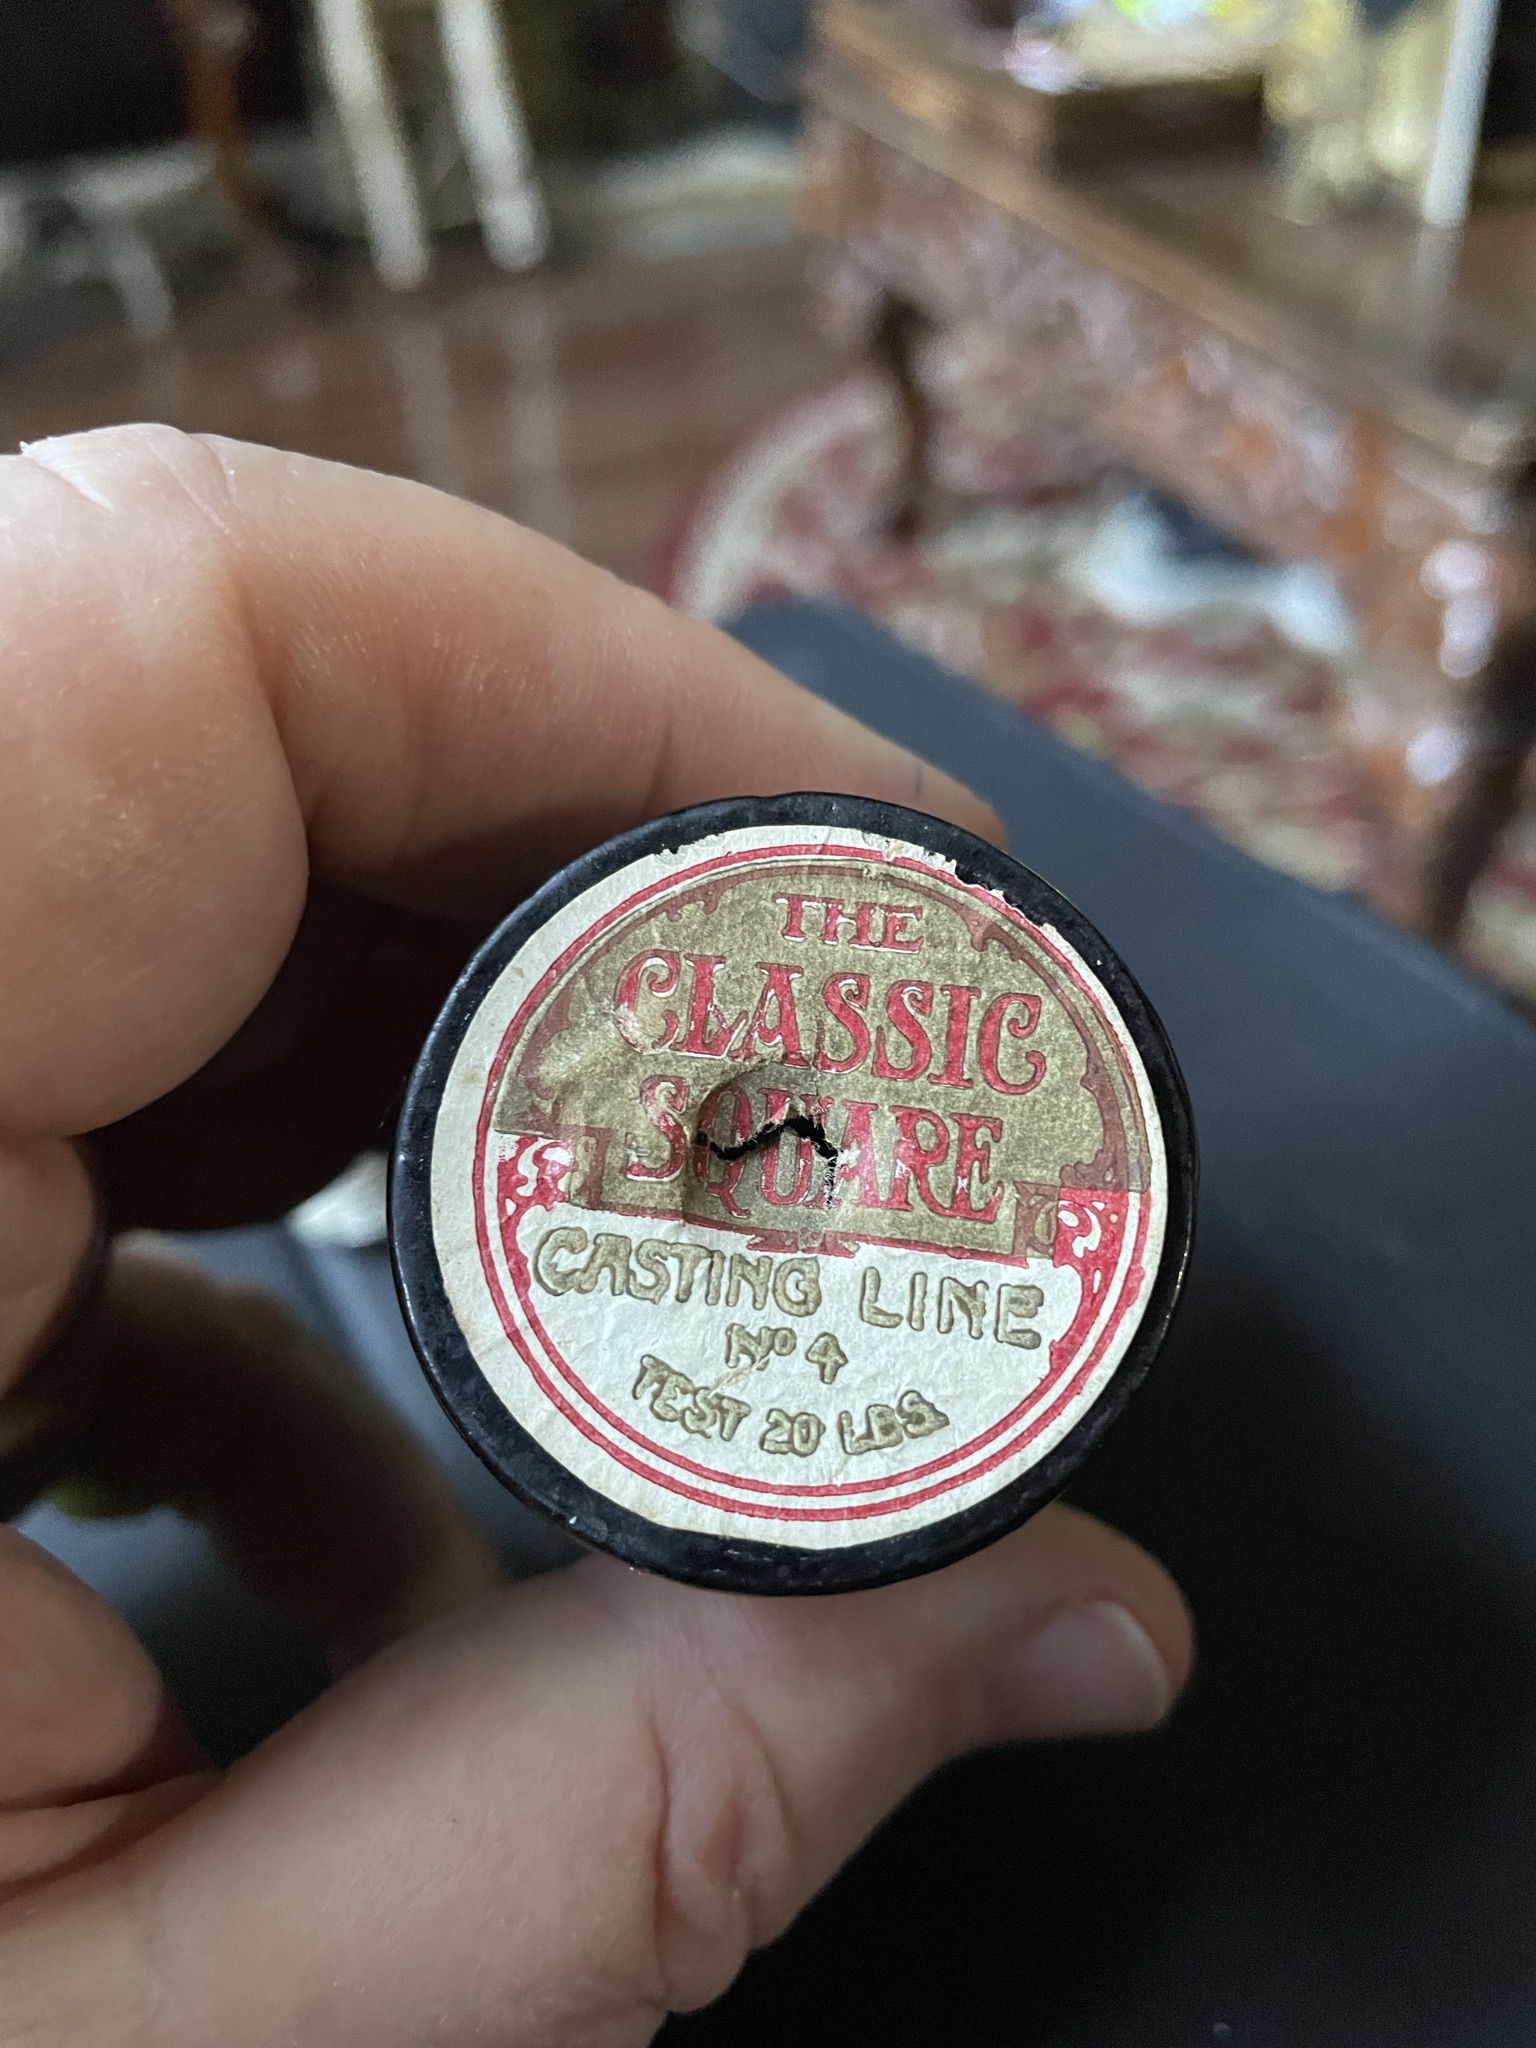 THE
CLASSIC
SQUARE
CASTING LINE
Nº 4
TEST 20 LBS.